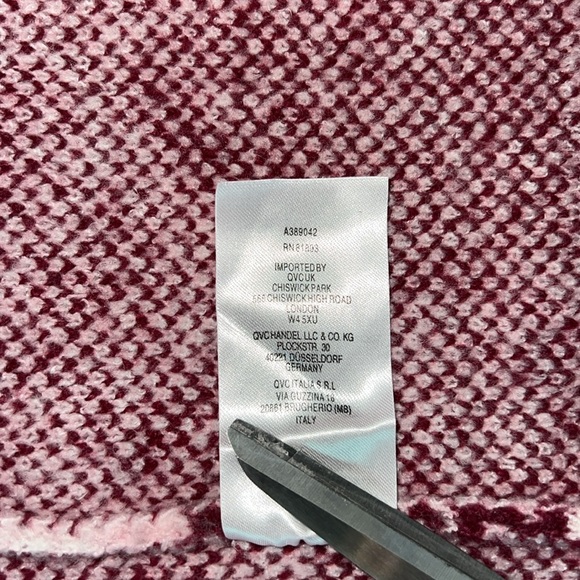 A389042
RN 81893
IMPORTED BY
QVC UK
CHISWICK PARK
566 CHISWICK HIGH ROAD
LONDON
W4 5XU
QVC HANDEL LLC & CO. KG
PLOCKSTR. 30
40221 DÜSSELDORF
GERMANY
QVC ITALIA S.R.L
VIA GUZZINA 18
20861 BRUGHERIO (MB)
ITALY